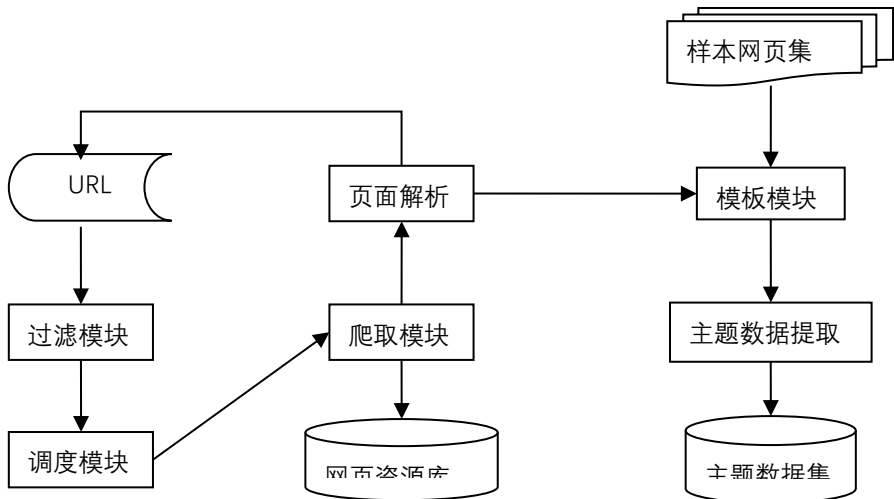 样本网页集
URL
页面解析
模板模块
过滤模块
爬取模块
主题数据提取
调度模块
网页资源库
主题数据集